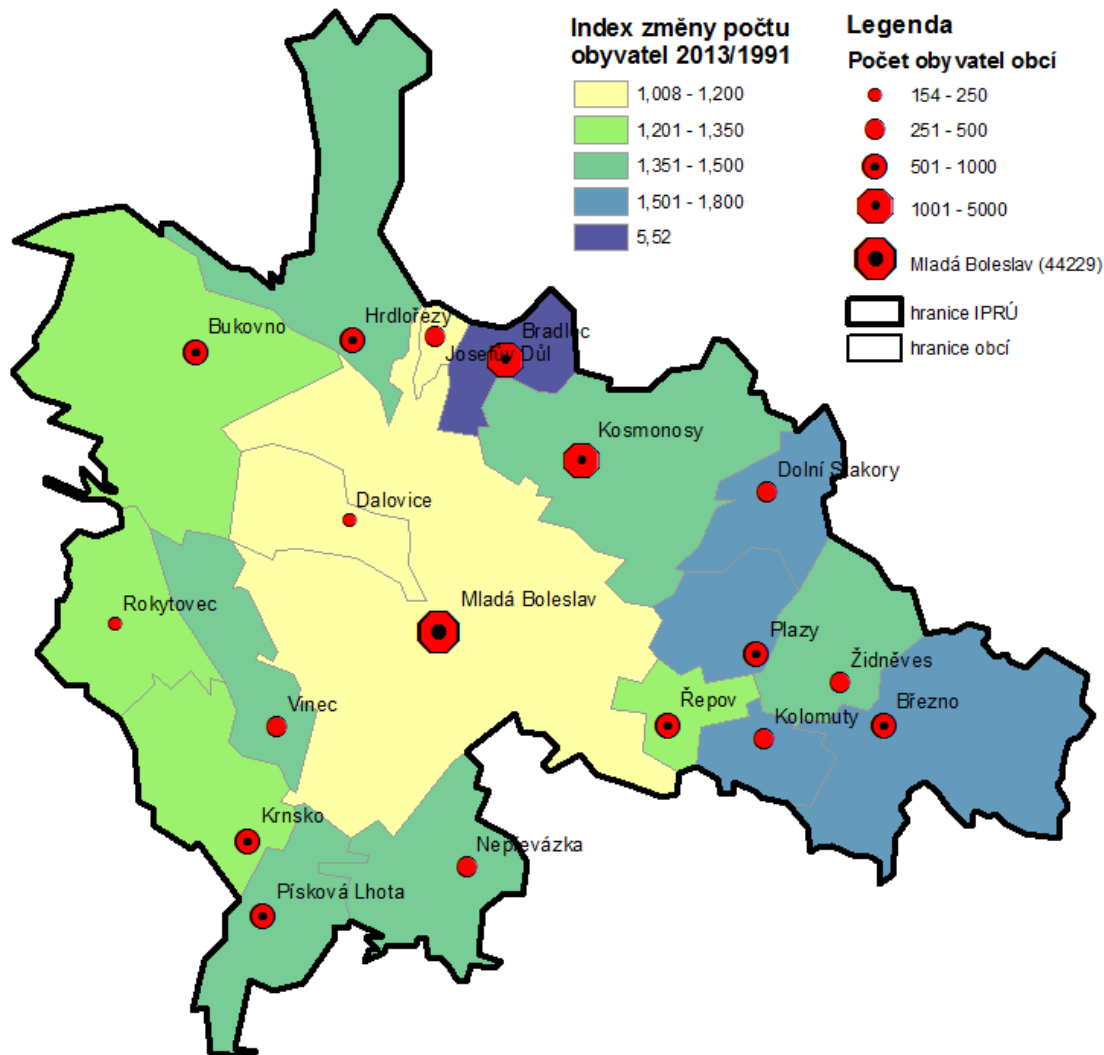 Index změny počtu
obyvatel 2013/1991
1,008 - 1,200
1,201 - 1,350
1,351 - 1,500
1,501 - 1,800
5,52
Legenda
Počet obyvatel obcí
154 - 250
251 - 500
501 - 1000
1001 - 5000
Mladá Boleslav (44229)
hranice IPRÚ
hranice obcí
Hrdlořezy
Bukovno
Bradlec
Josefův Důl
Kosmonosy
Dolní Stakory
Dalovice
Mladá Boleslav
Rokytovec
Plazy
Židněves
Vinec
Řepov
Březno
Kolomuty
Krnsko
Nepřevázka
Písková Lhota